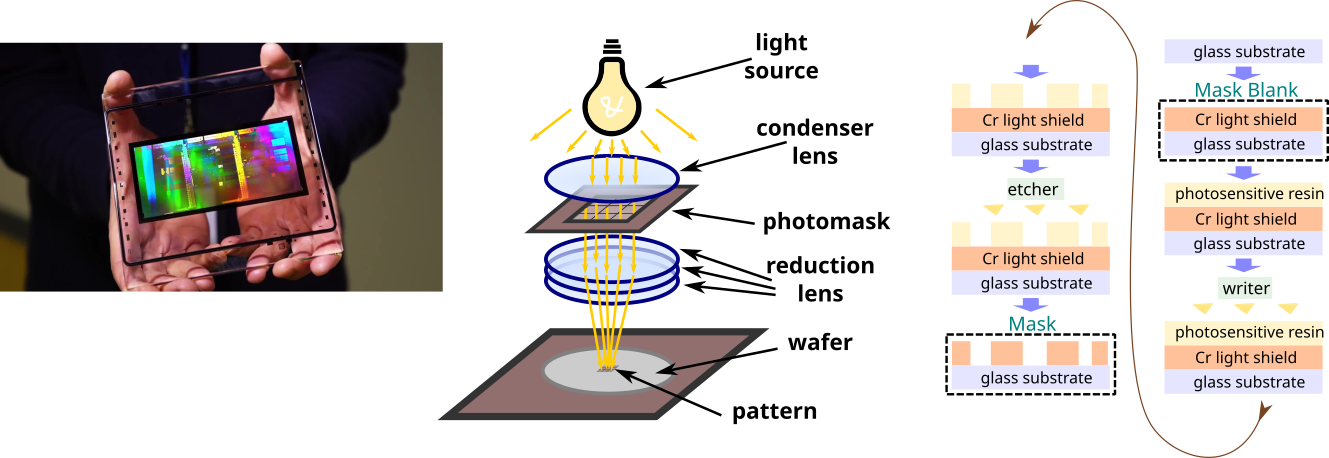 light
source
condenser
lens
photomask
reduction
lens
wafer
pattern
glass substrate
Mask Blank
Cr light shield
glass substrate
photosensitive resin
Cr light shield
glass substrate
writer
photosensitive resin
Cr light shield
glass substrate
Cr light shield
glass substrate
etcher
Cr light shield
glass substrate
Mask
glass substrate